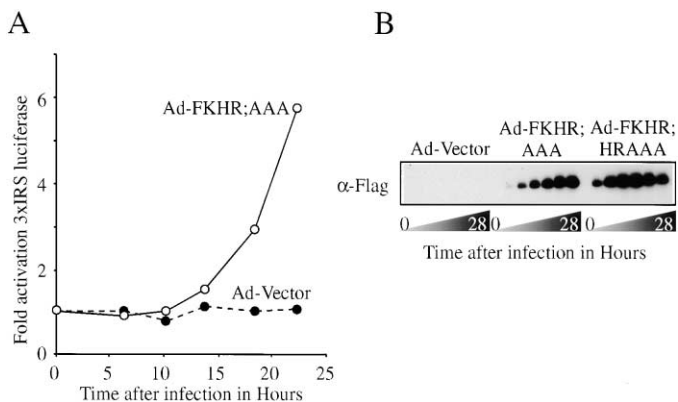 A
Fold activation 3xIRS luciferase
6
4
2
0
Ad-FKHR;AAA
Ad-Vector
0 5 10 15 20 25
Time after infection in Hours
B
Ad-Vector
Ad-FKHR;
AAA
Ad-FKHR;
HRAAA
α-Flag
0 28 0 28 0 28
Time after infection in Hours